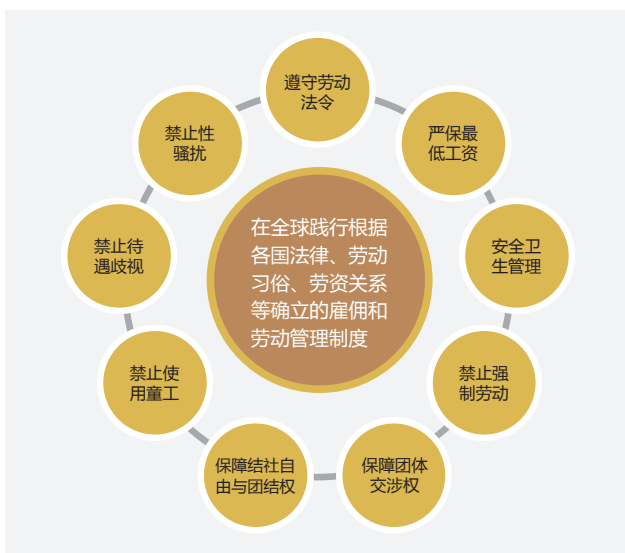 遵守劳动
法令
严保最
低工资
安全卫
生管理
禁止强
制劳动
保障团体
交涉权
保障结社自
由与团结权
禁止使
用童工
禁止待
遇歧视
禁止性
骚扰
在全球践行根据
各国法律、劳动
习俗、劳资关系
等确立的雇佣和
劳动管理制度